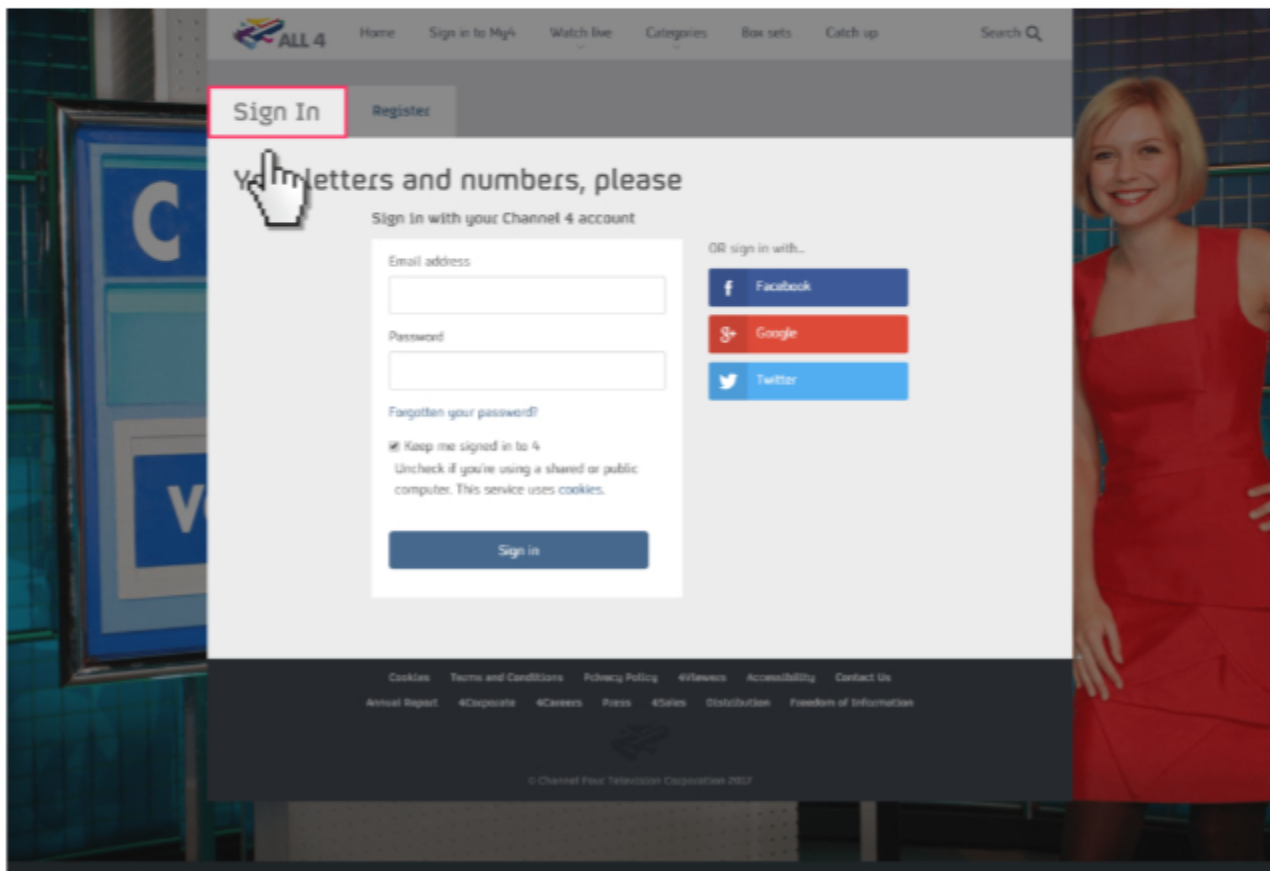 ALL 4
Home Sign in to My4 Watch live Categories Box sets Catch up Search
Sign In Register
letters and numbers, please
Sign in with your Channel 4 account
Email address
Password
Forgotten your password?
Keep me signed in to 4
Uncheck if you're using a shared or public
computer. This service uses cookies.
Sign in
OR sign in with...
f Facebook
g+ Google
Twitter
C
V
Cookies Terms and Conditions Privacy Policy 4Viewers Accessibility Contact Us
Annual Report 4Corporate 4Careers Press 4Sales Distribution Freedom of Information
© Channel Four Television Corporation 2017